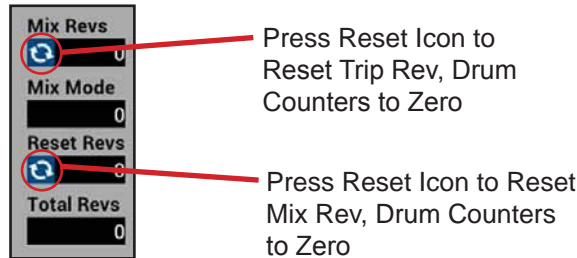 Mix Revs
0
Press Reset Icon to
Reset Trip Rev, Drum
Counters to Zero
Mix Mode
0
Reset Revs
0
Press Reset Icon to Reset
Mix Rev, Drum Counters
to Zero
Total Revs
0